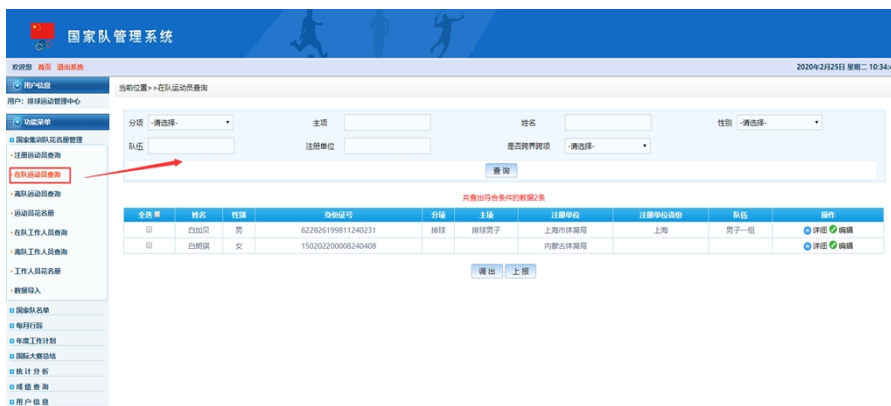 国家队管理系统
欢迎您 首页 退出系统
2020年2月25日 星期二 10:34:4
用户信息
用户：排球运动管理中心
功能菜单
国家集训队花名册管理
注册运动员查询
在队运动员查询
离队运动员查询
运动员花名册
在队工作人员查询
离队工作人员查询
工作人员花名册
数据导入
国家队名单
每月行踪
年度工作计划
国际大赛总结
统计分析
成绩查询
用户信息
当前位置>>在队运动员查询
分项 -请选择- 主项 姓名 性别 -请选择-
队伍 注册单位 是否跨界跨项 -请选择-
查询
共查出符合条件的数据2条
全选 姓名 性别 身份证号 分项 主项 注册单位 注册单位省份 队伍 操作
白加贝 男 622826199811240231 排球 排球男子 上海市体育局 上海 男子一组 详细 编辑
白朗琪 女 150202200008240408 内蒙古体育局 详细 编辑
调出 上报